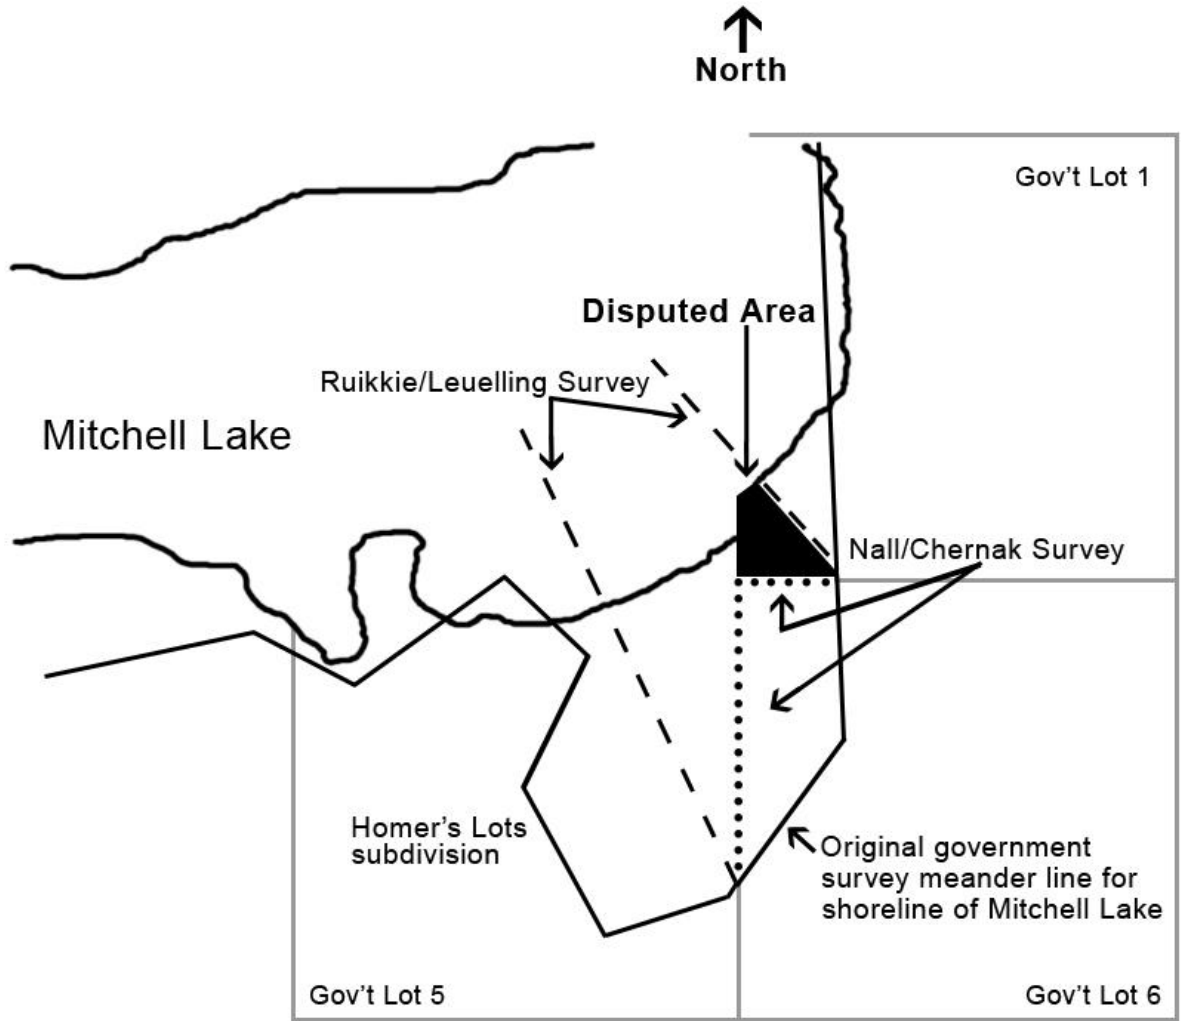 North
Gov't Lot 1
Disputed Area
Ruikkie/Leuelling Survey
Mitchell Lake
Nall/Chernak Survey
Homer's Lots
subdivision
Original government
survey meander line for
shoreline of Mitchell Lake
Gov't Lot 5
Gov't Lot 6